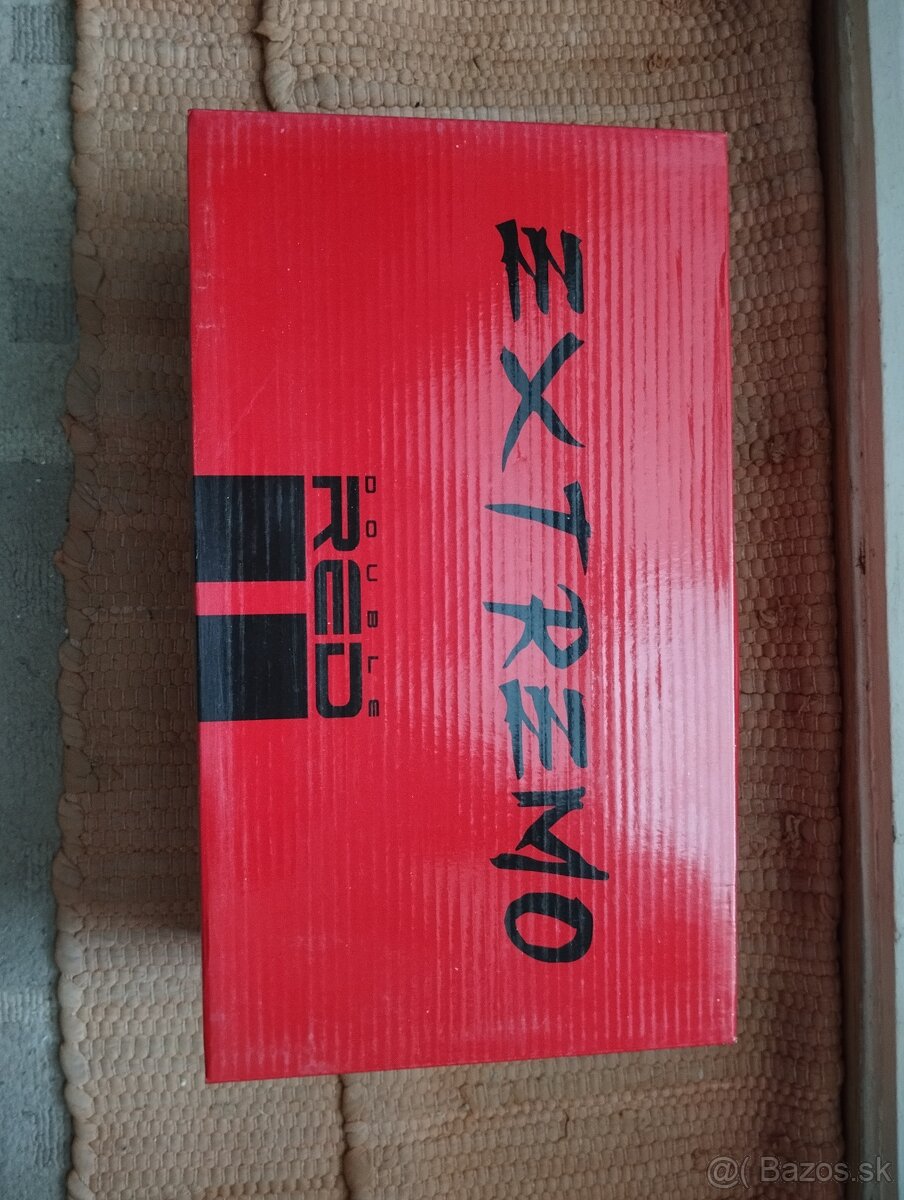 EXTREMO
DOUBLE
RED
@( Bazos.sk